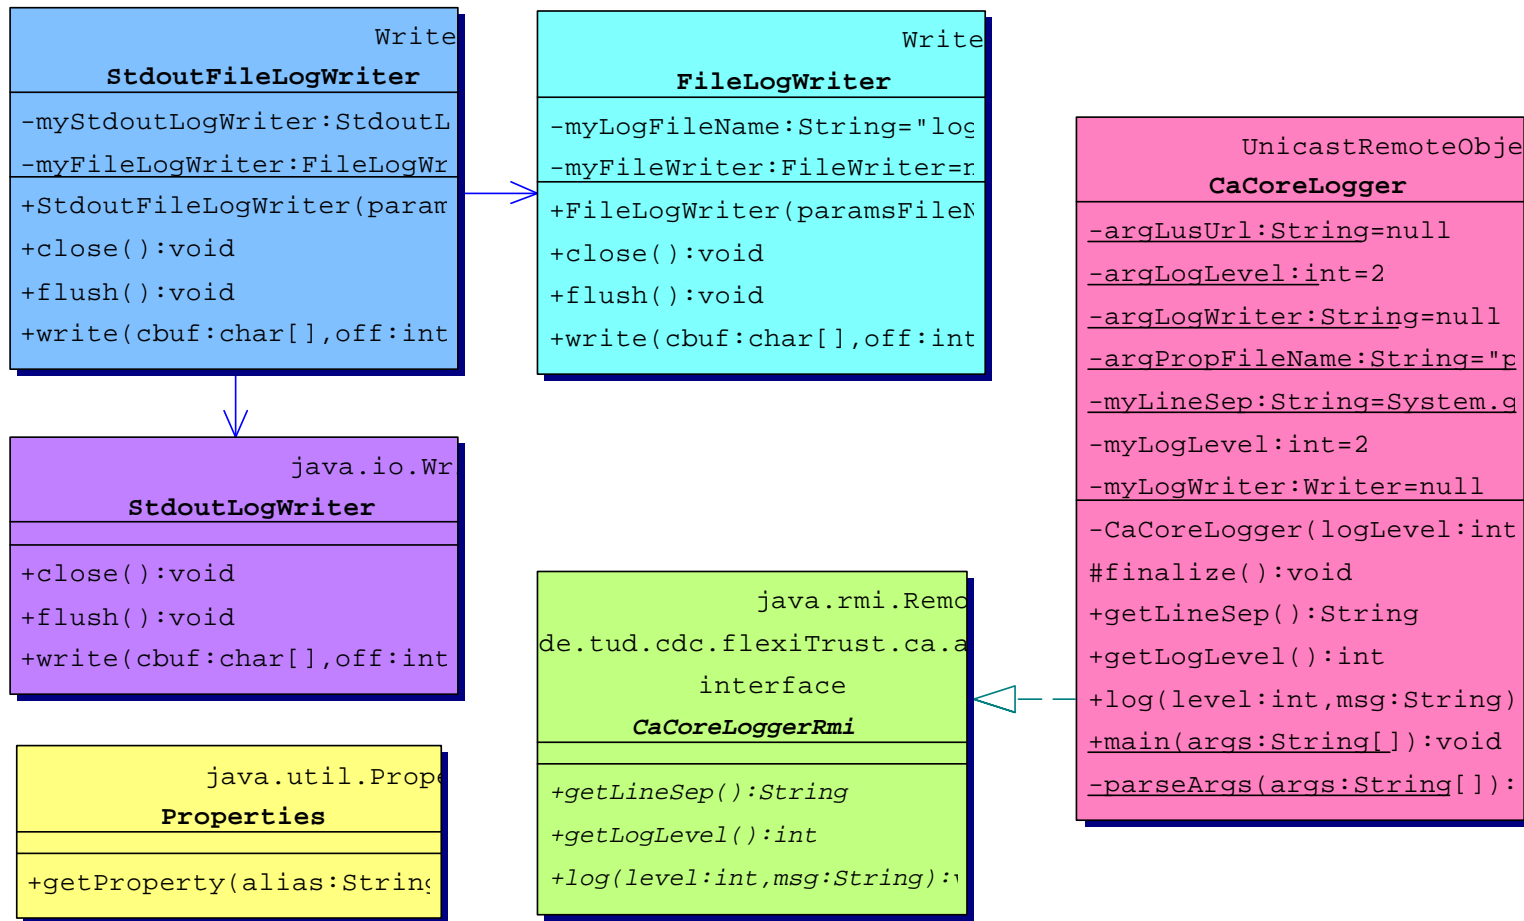 Write
StdoutFileLogWriter
-myStdoutLogWriter:StdoutL
-myFileLogWriter:FileLogWr
+StdoutFileLogWriter(param
+close():void
+flush():void
+write(cbuf:char[],off:int
Write
FileLogWriter
-myLogFileName:String="log
-myFileWriter:FileWriter=n
+FileLogWriter(paramsFileN
+close():void
+flush():void
+write(cbuf:char[],off:int
UnicastRemoteObje
CaCoreLogger
-argLusUrl:String=null
-argLogLevel:int=2
-argLogWriter:String=null
-argPropFileName:String="p
-myLineSep:String=System.g
-myLogLevel:int=2
-myLogWriter:Writer=null
-CaCoreLogger(logLevel:int
#finalize():void
+getLineSep():String
+getLogLevel():int
+log(level:int,msg:String)
+main(args:String[]):void
-parseArgs(args:String[]):
java.io.Wr
StdoutLogWriter
+close():void
+flush():void
+write(cbuf:char[],off:int
java.rmi.Remo
de.tud.cdc.flexiTrust.ca.a
interface
CaCoreLoggerRmi
+getLineSep():String
+getLogLevel():int
+log(level:int,msg:String):v
java.util.Prope
Properties
+getProperty(alias:String